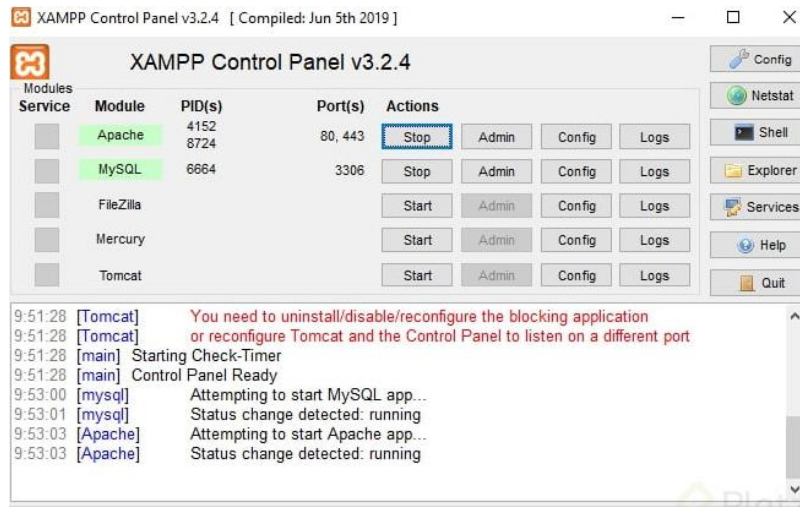 XAMPP Control Panel v3.2.4 [ Compiled: Jun 5th 2019 ]
XAMPP Control Panel v3.2.4
Config
Modules
Service Module PID(s) Port(s) Actions
Netstat
Apache 4152 8724 80, 443 Stop Admin Config Logs
Shell
MySQL 6664 3306 Stop Admin Config Logs
Explorer
FileZilla Start Admin Config Logs
Services
Mercury Start Admin Config Logs
Help
Tomcat Start Admin Config Logs
Quit
9:51:28 [Tomcat] You need to uninstall/disable/reconfigure the blocking application
9:51:28 [Tomcat] or reconfigure Tomcat and the Control Panel to listen on a different port
9:51:28 [main] Starting Check-Timer
9:51:28 [main] Control Panel Ready
9:53:00 [mysql] Attempting to start MySQL app...
9:53:01 [mysql] Status change detected: running
9:53:03 [Apache] Attempting to start Apache app...
9:53:03 [Apache] Status change detected: running